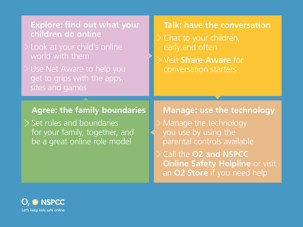 Explore: find out what your
children do online
Look at your child's online
world with them
Use Net Aware to help you
get to grips with the apps,
sites and games
Talk: have the conversation
Chat to your children,
early and often
Visit Share Aware for
conversation starters
Agree: the family boundaries
Set rules and boundaries
for your family, together, and
be a great online role model
Manage: use the technology
Manage the technology
you use by using the
parental controls available
Call the O2 and NSPCC
Online Safety Helpline or visit
an O2 Store if you need help
O2 NSPCC
Let's keep kids safe online